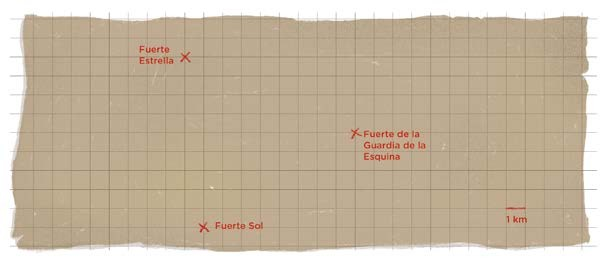 Fuerte
Estrella
Fuerte de la
Guardia de la
Esquina
Fuerte Sol
1 km